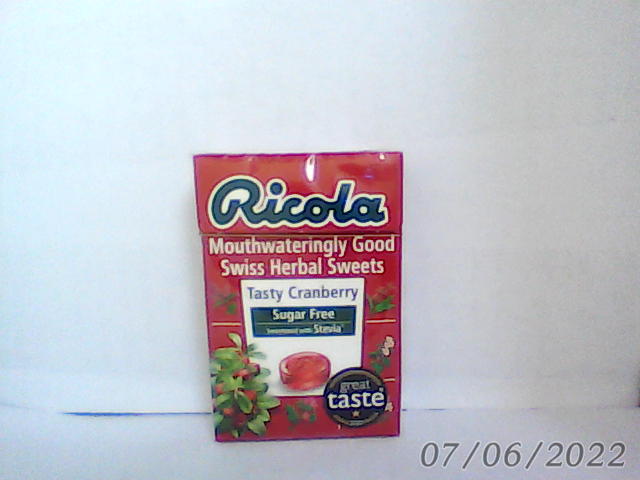 Ricola
Mouthwateringly Good
Swiss Herbal Sweets
Tasty Cranberry
Sugar Free
Sweetened with Stevia
great
taste
07/06/2022